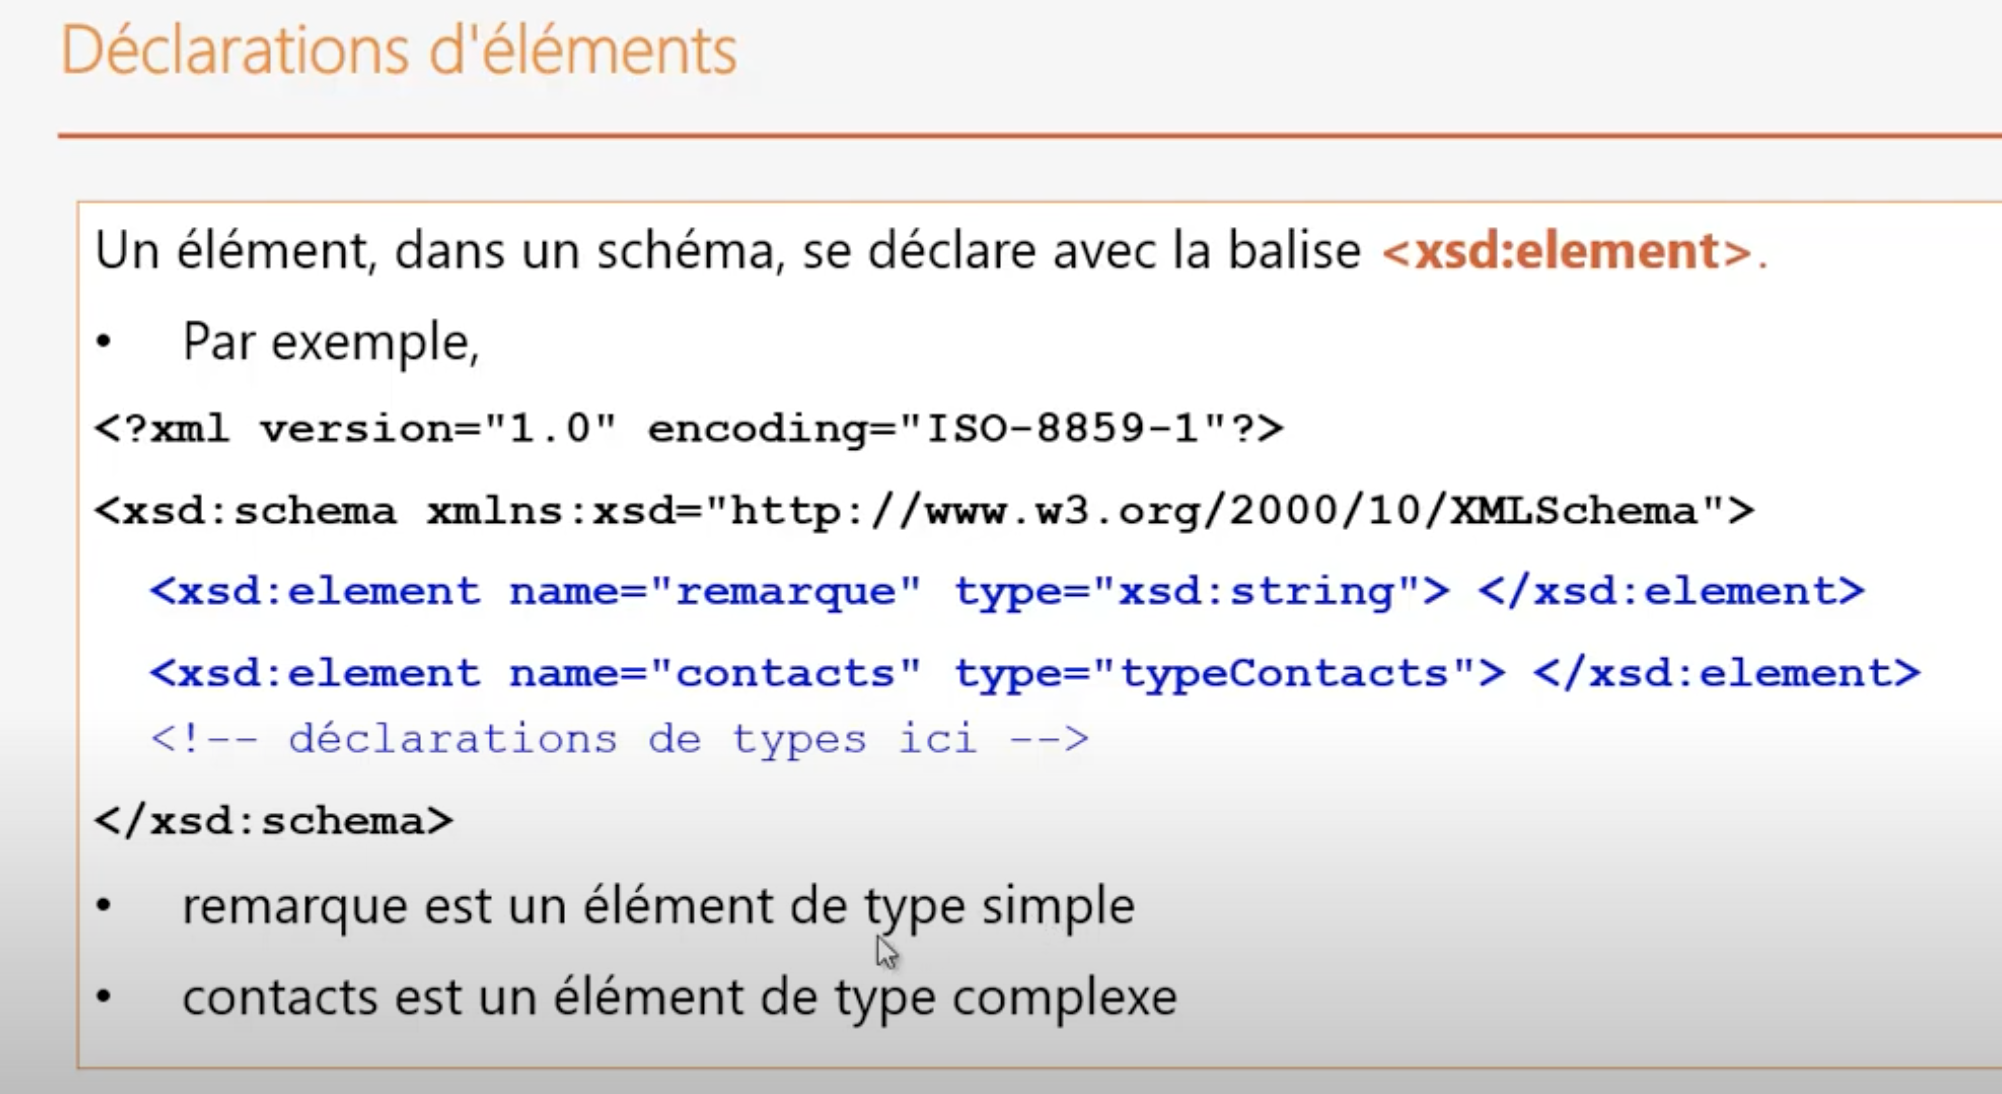 Déclarations d'éléments
Un élément, dans un schéma, se déclare avec la balise <xsd:element>.
• Par exemple,
<?xml version="1.0" encoding="ISO-8859-1"?>
<xsd:schema xmlns:xsd="http://www.w3.org/2000/10/XMLSchema">
<xsd:element name="remarque" type="xsd:string"> </xsd:element>
<xsd:element name="contacts" type="typeContacts"> </xsd:element>
<!-- déclarations de types ici -->
</xsd:schema>
• remarque est un élément de type simple
• contacts est un élément de type complexe